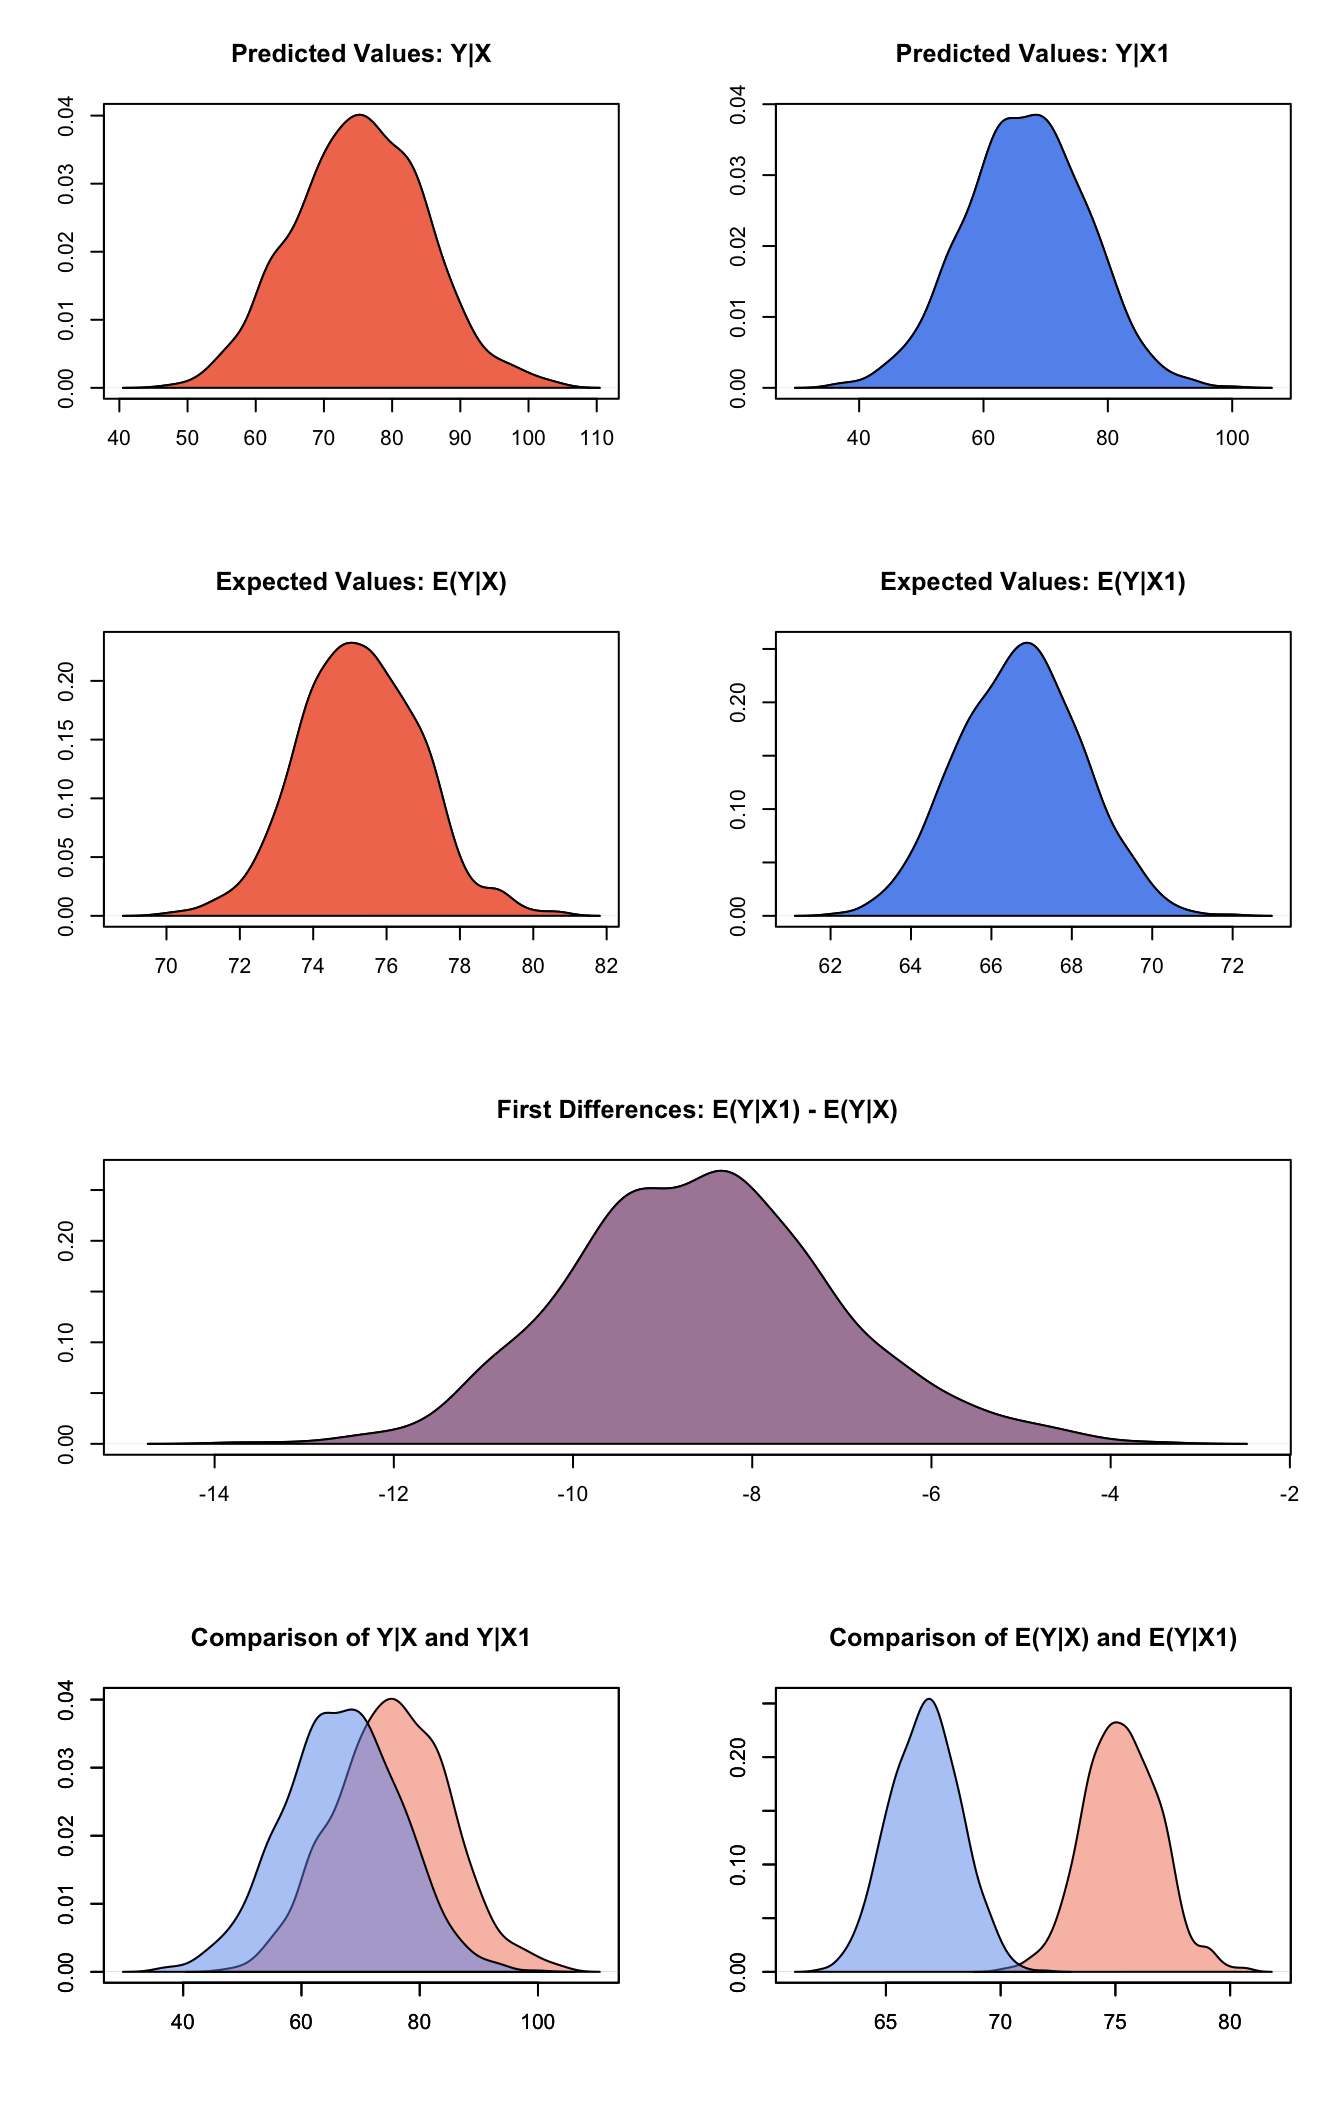 Predicted Values: Y|X
0.00 0.01 0.02 0.03 0.04
40 50 60 70 80 90 100 110
Predicted Values: Y|X1
0.00 0.01 0.02 0.03 0.04
40 60 80 100
Expected Values: E(Y|X)
0.00 0.05 0.10 0.15 0.20
70 72 74 76 78 80 82
Expected Values: E(Y|X1)
0.00 0.10 0.20
62 64 66 68 70 72
First Differences: E(Y|X1) - E(Y|X)
0.00 0.10 0.20
-14 -12 -10 -8 -6 -4 -2
Comparison of Y|X and Y|X1
0.00 0.01 0.02 0.03 0.04
40 60 80 100
Comparison of E(Y|X) and E(Y|X1)
0.00 0.10 0.20
65 70 75 80